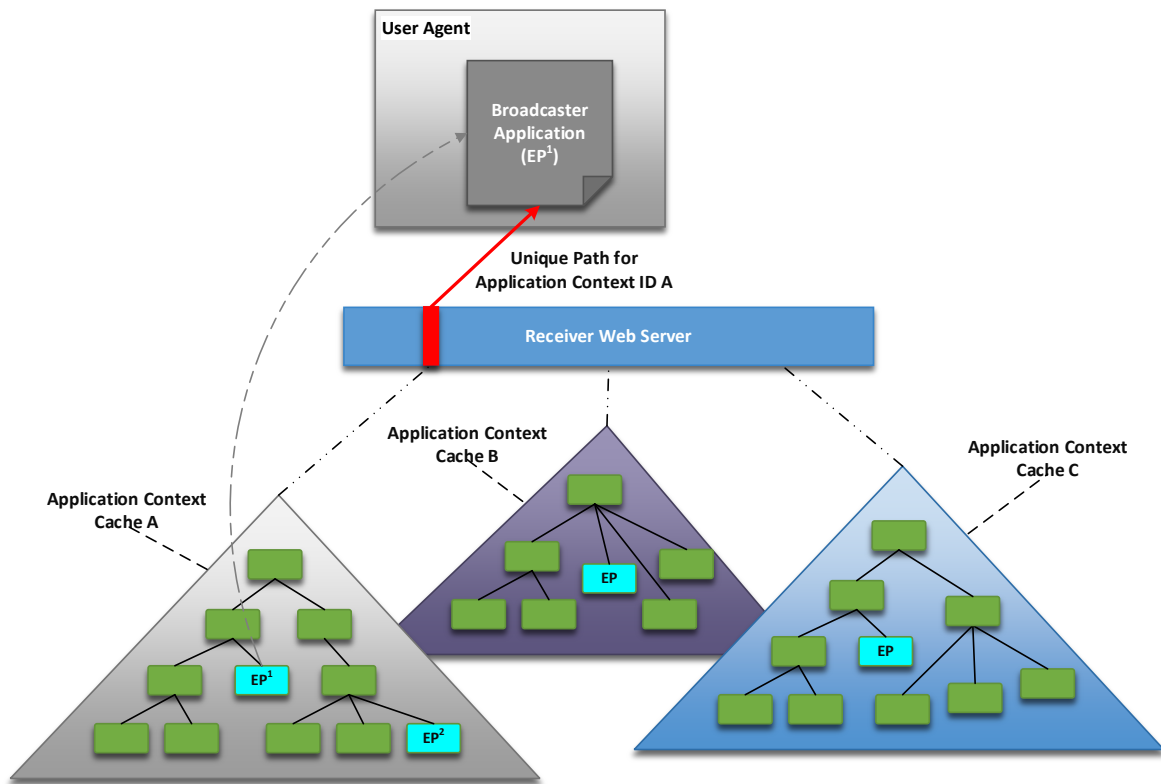 User Agent
Broadcaster
Application
(EP¹)
Unique Path for
Application Context ID A
Receiver Web Server
Application Context
Cache B
Application Context
Cache C
Application Context
Cache A
EP
EP
EP¹
EP²